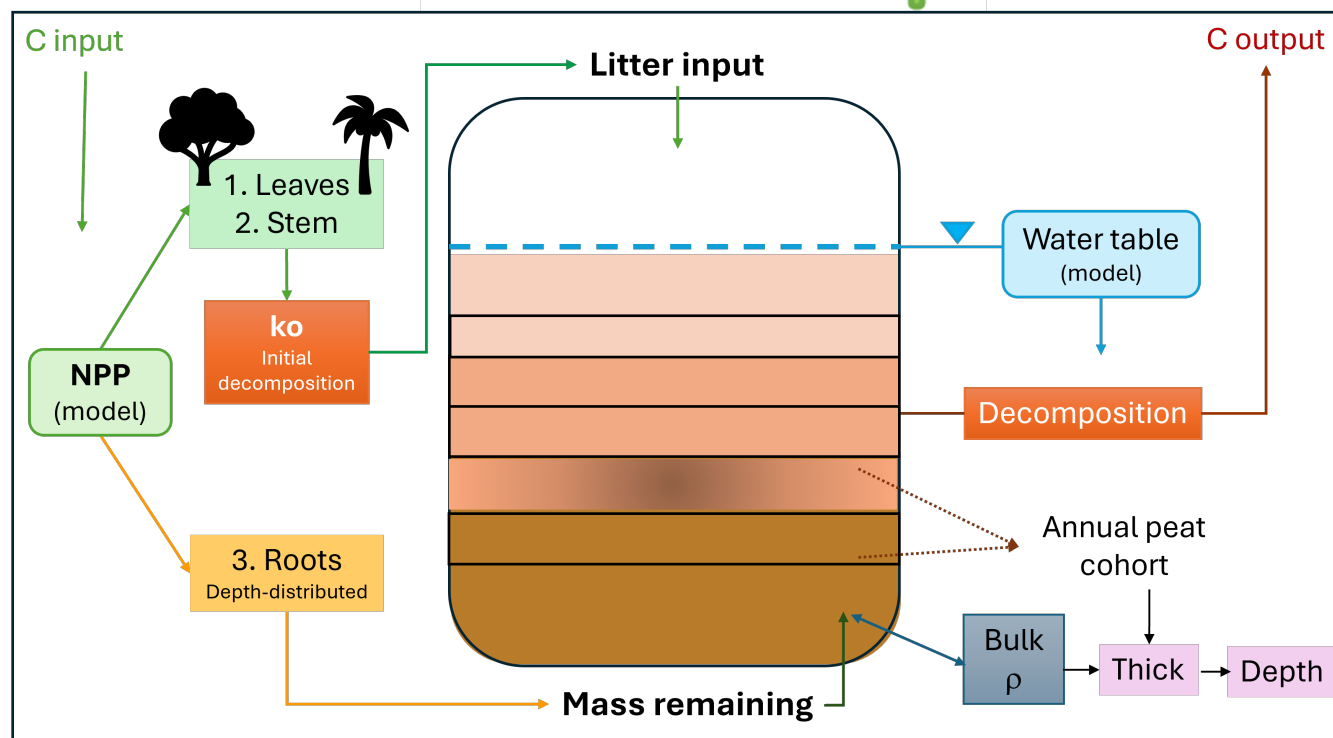 C input
C output
Litter input
1. Leaves
2. Stem
Water table
(model)
ko
Initial
decomposition
NPP
(model)
Decomposition
Annual peat
cohort
3. Roots
Depth-distributed
Bulk
ρ
Thick
Depth
Mass remaining